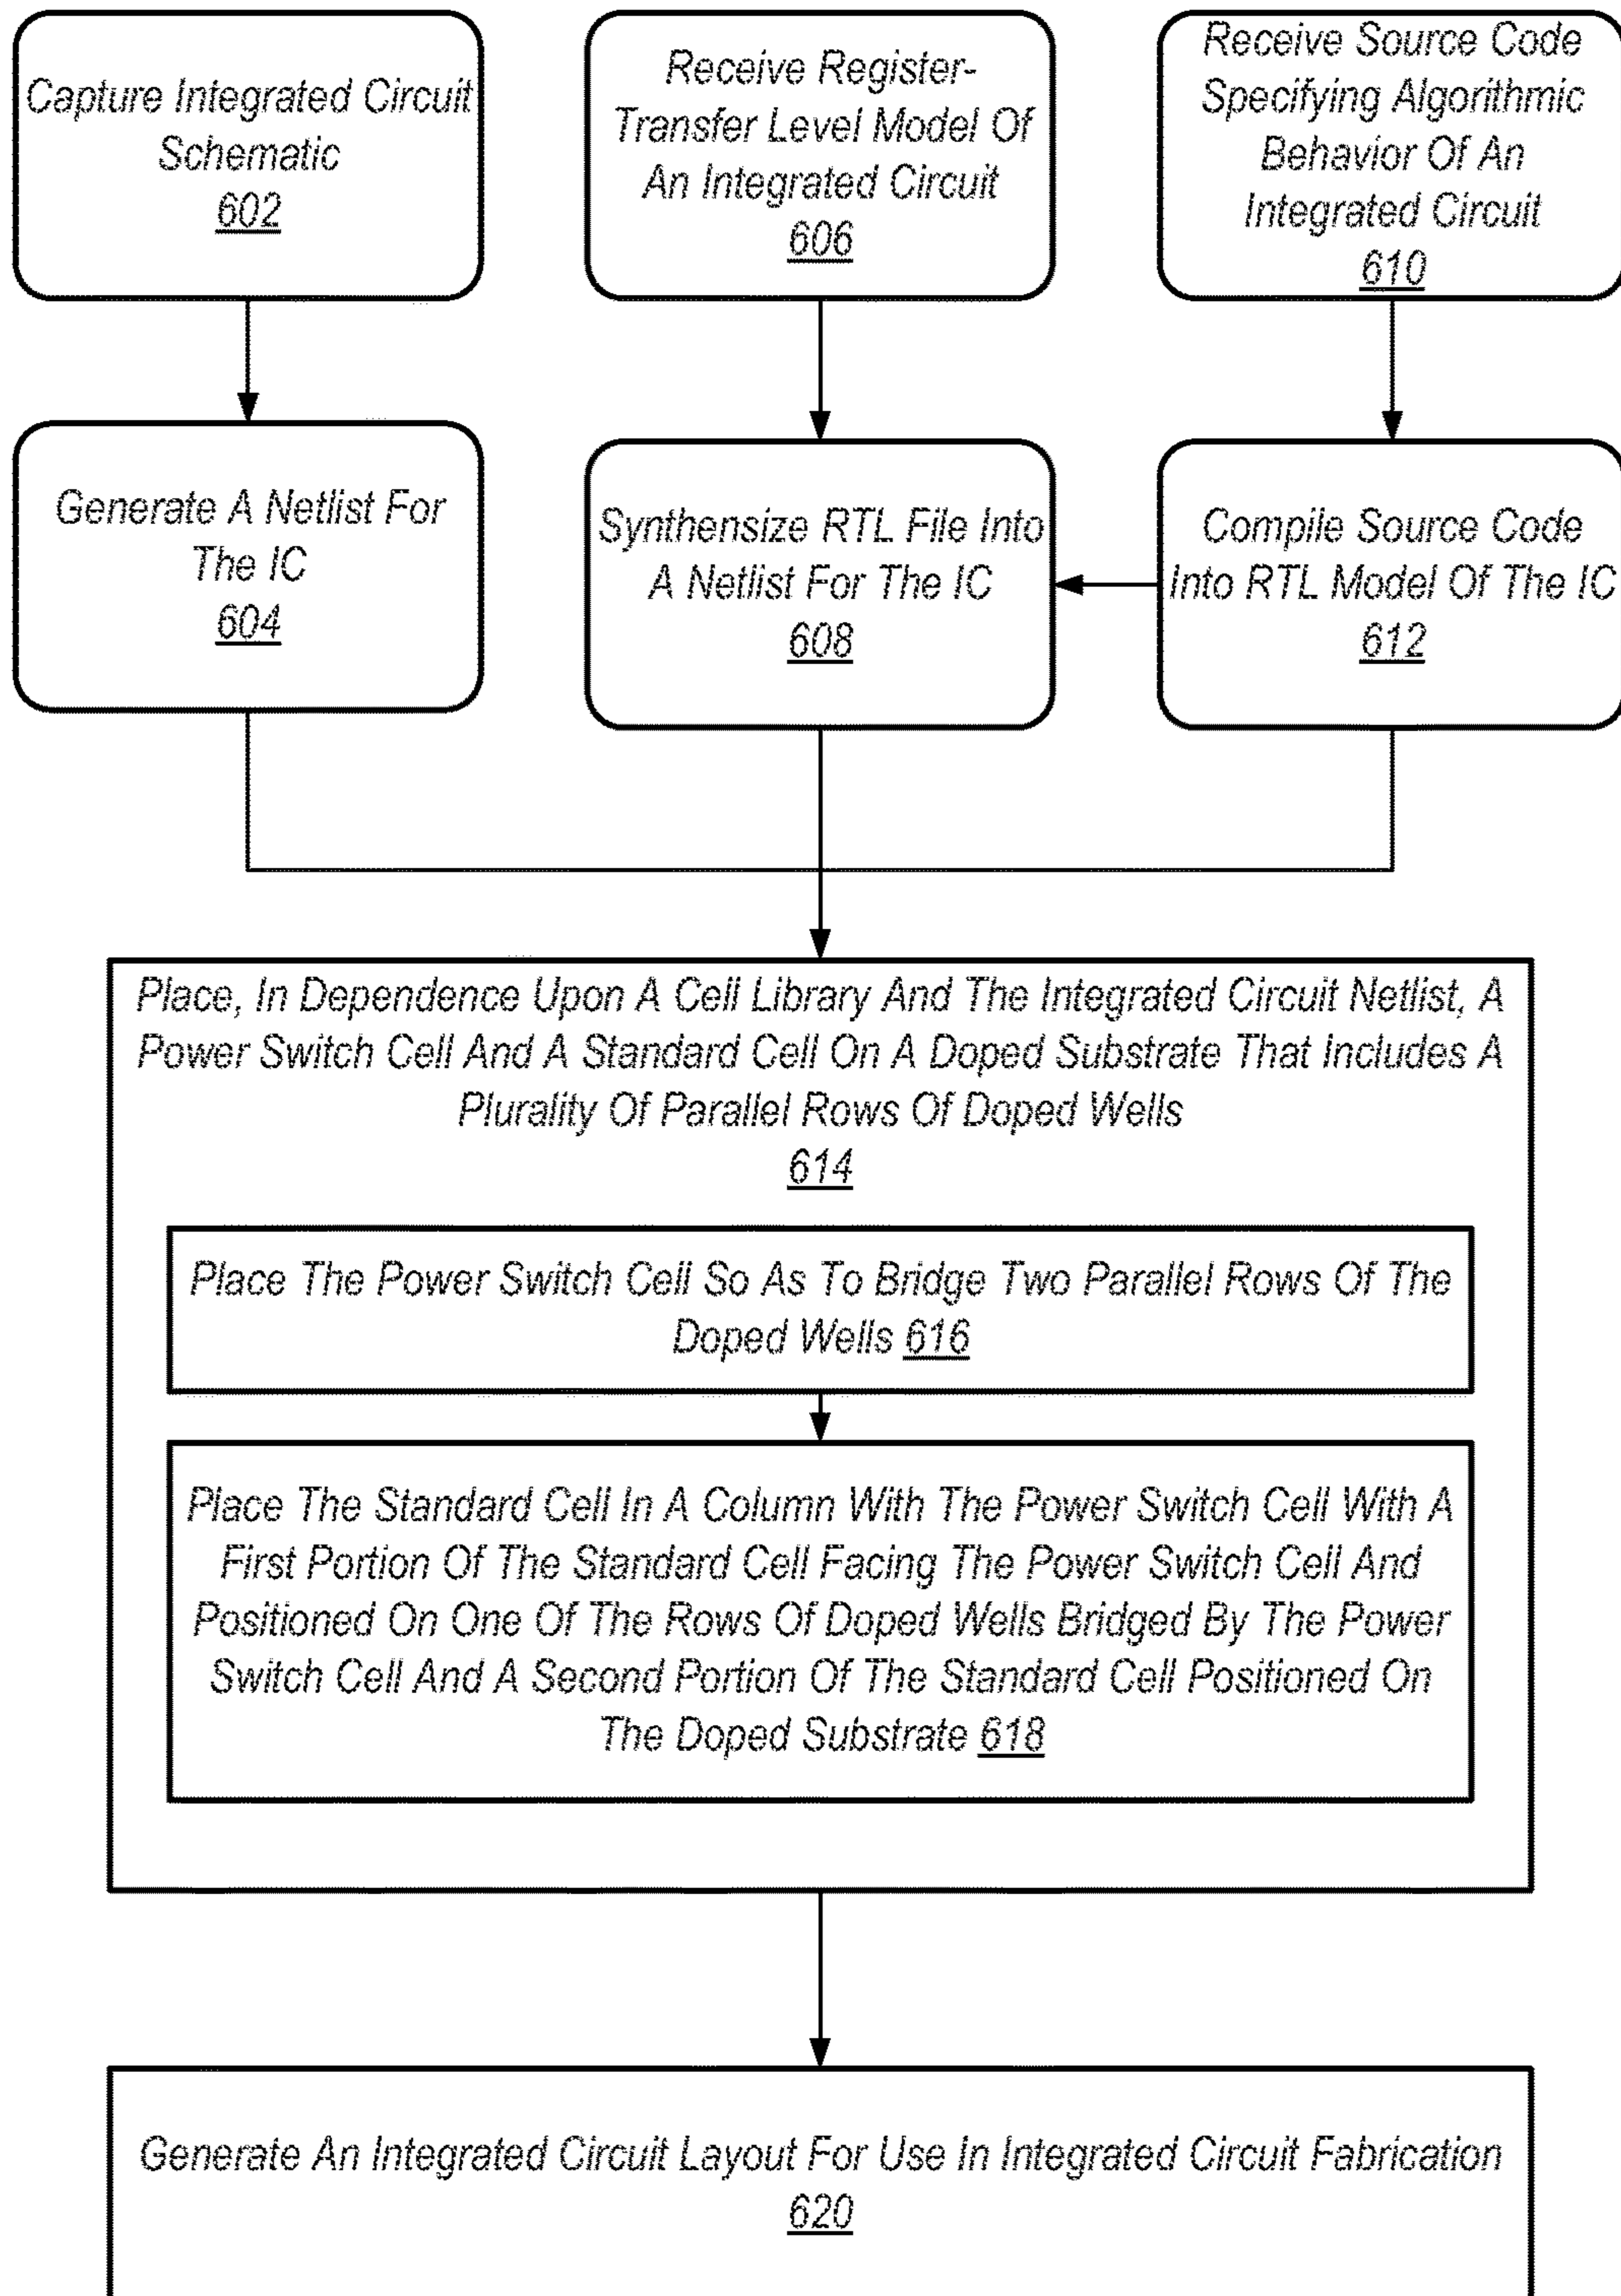 Capture Integrated Circuit
Schematic
602
Receive Register-
Transfer Level Model Of
An Integrated Circuit
606
Receive Source Code
Specifying Algorithmic
Behavior Of An
Integrated Circuit
610
Generate A Netlist For
The IC
604
Synthensize RTL File Into
A Netlist For The IC
608
Compile Source Code
Into RTL Model Of The IC
612
Place, In Dependence Upon A Cell Library And The Integrated Circuit Netlist, A
Power Switch Cell And A Standard Cell On A Doped Substrate That Includes A
Plurality Of Parallel Rows Of Doped Wells
614
Place The Power Switch Cell So As To Bridge Two Parallel Rows Of The
Doped Wells 616
Place The Standard Cell In A Column With The Power Switch Cell With A
First Portion Of The Standard Cell Facing The Power Switch Cell And
Positioned On One Of The Rows Of Doped Wells Bridged By The Power
Switch Cell And A Second Portion Of The Standard Cell Positioned On
The Doped Substrate 618
Generate An Integrated Circuit Layout For Use In Integrated Circuit Fabrication
620